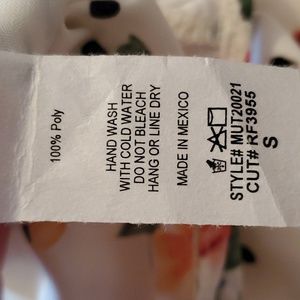 100% Poly
HAND WASH
WITH COLD WATER
DO NOT BLEACH
HANG OR LINE DRY
MADE IN MEXICO
STYLE# MUT20021
CUT# RF3955
S